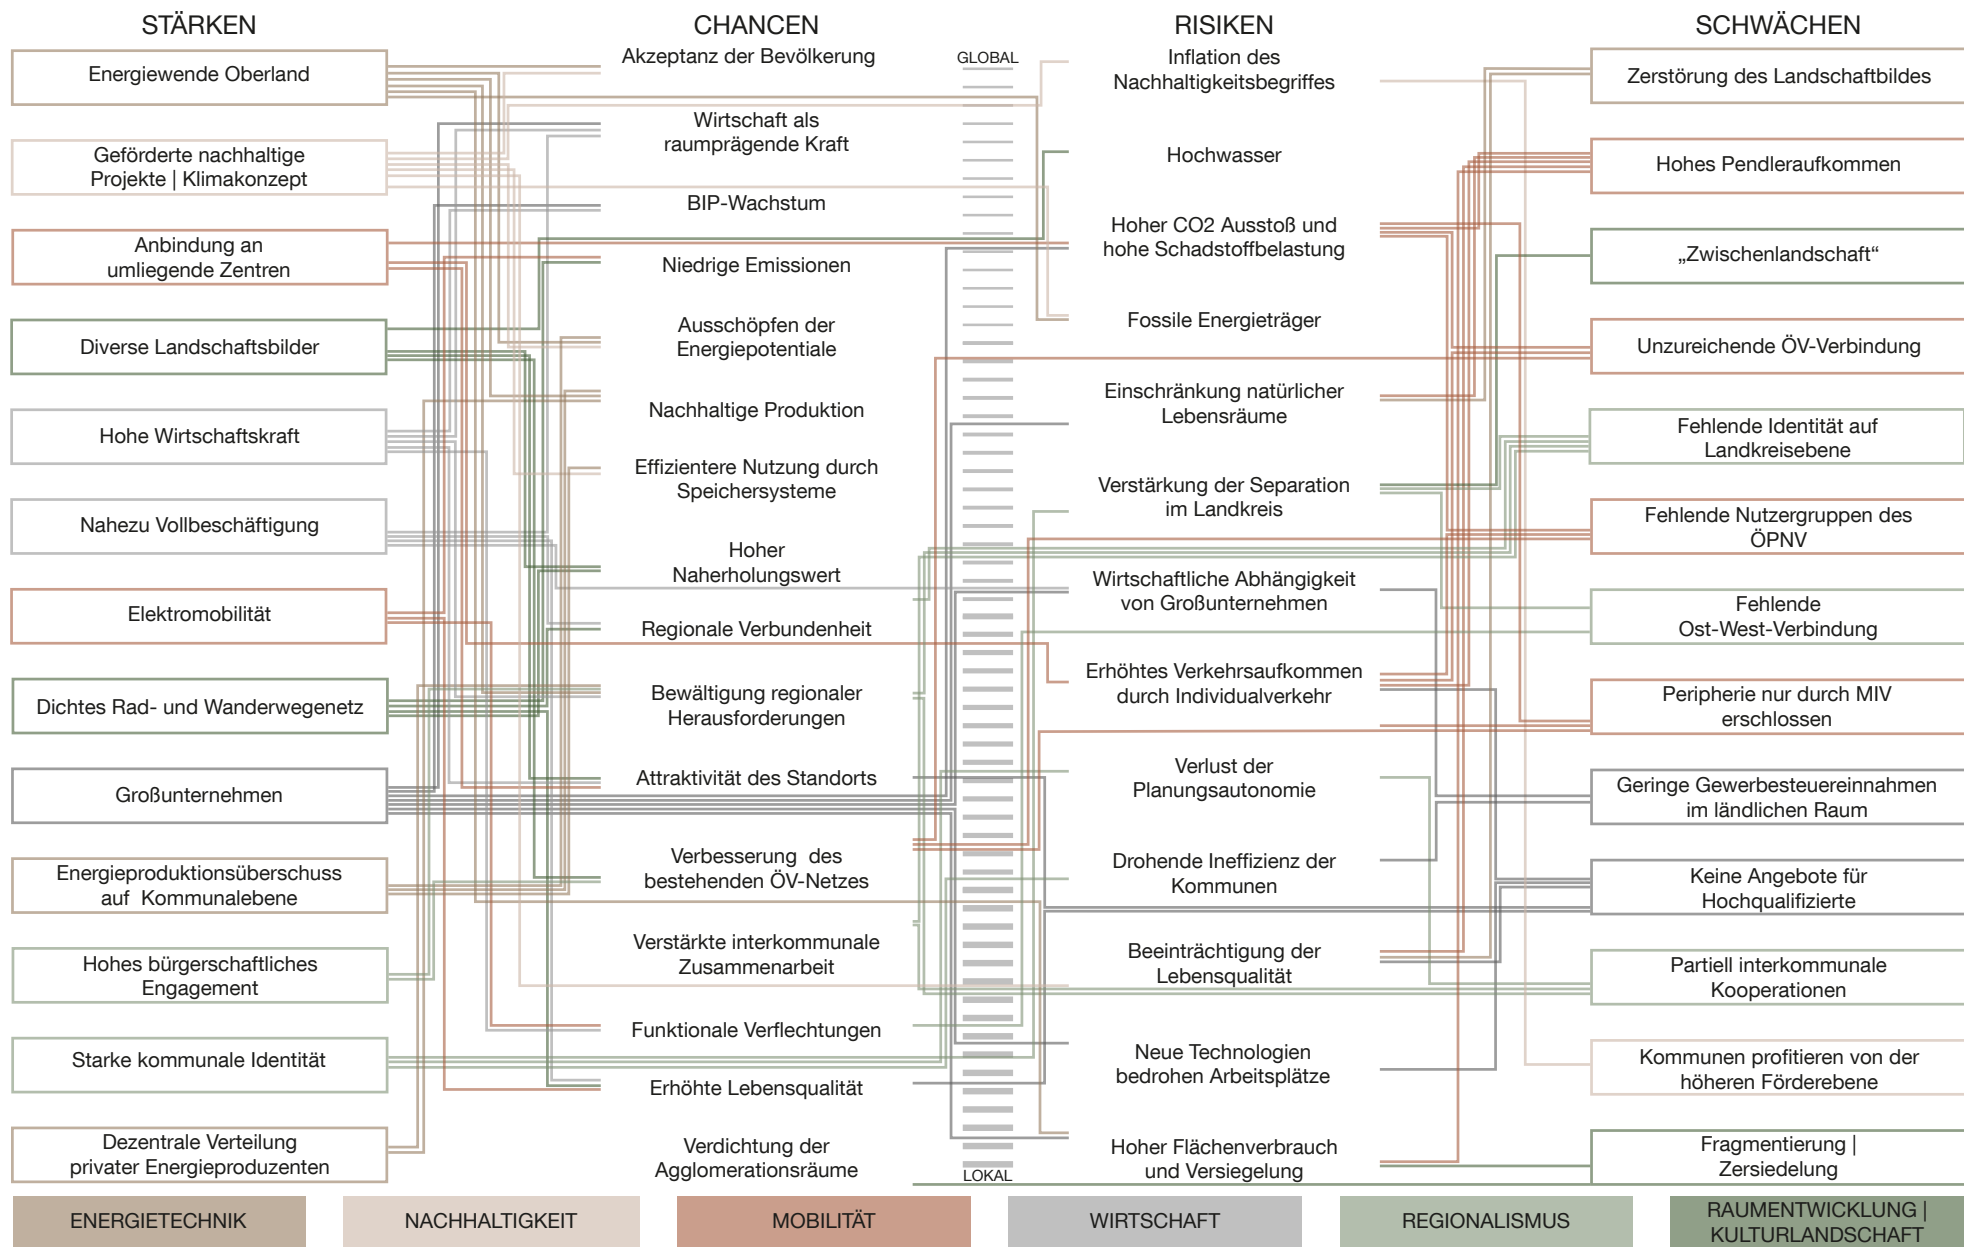 STÄRKEN
Energiewende Oberland
Geförderte nachhaltige
Projekte | Klimakonzept
Anbindung an
umliegende Zentren
Diverse Landschaftsbilder
Hohe Wirtschaftskraft
Nahezu Vollbeschäftigung
Elektromobilität
Dichtes Rad- und Wanderwegenetz
Großunternehmen
Energieproduktionsüberschuss
auf Kommunalebene
Hohes bürgerschaftliches
Engagement
Starke kommunale Identität
Dezentrale Verteilung
privater Energieproduzenten
CHANCEN
Akzeptanz der Bevölkerung
Wirtschaft als
raumprägende Kraft
BIP-Wachstum
Niedrige Emissionen
Ausschöpfen der
Energiepotentiale
Nachhaltige Produktion
Effizientere Nutzung durch
Speichersysteme
Hoher
Naherholungswert
Regionale Verbundenheit
Bewältigung regionaler
Herausforderungen
Attraktivität des Standorts
Verbesserung des
bestehenden ÖV-Netzes
Verstärkte interkommunale
Zusammenarbeit
Funktionale Verflechtungen
Erhöhte Lebensqualität
Verdichtung der
Agglomerationsräume
GLOBAL
LOKAL
RISIKEN
Inflation des
Nachhaltigkeitsbegriffes
Hochwasser
Hoher CO2 Ausstoß und
hohe Schadstoffbelastung
Fossile Energieträger
Einschränkung natürlicher
Lebensräume
Verstärkung der Separation
im Landkreis
Wirtschaftliche Abhängigkeit
von Großunternehmen
Erhöhtes Verkehrsaufkommen
durch Individualverkehr
Verlust der
Planungsautonomie
Drohende Ineffizienz der
Kommunen
Beeinträchtigung der
Lebensqualität
Neue Technologien
bedrohen Arbeitsplätze
Hoher Flächenverbrauch
und Versiegelung
SCHWÄCHEN
Zerstörung des Landschaftbildes
Hohes Pendleraufkommen
„Zwischenlandschaft“
Unzureichende ÖV-Verbindung
Fehlende Identität auf
Landkreisebene
Fehlende Nutzergruppen des
ÖPNV
Fehlende
Ost-West-Verbindung
Peripherie nur durch MIV
erschlossen
Geringe Gewerbesteuereinnahmen
im ländlichen Raum
Keine Angebote für
Hochqualifizierte
Partiell interkommunale
Kooperationen
Kommunen profitieren von der
höheren Förderebene
Fragmentierung |
Zersiedelung
ENERGIETECHNIK
NACHHALTIGKEIT
MOBILITÄT
WIRTSCHAFT
REGIONALISMUS
RAUMENTWICKLUNG |
KULTURLANDSCHAFT